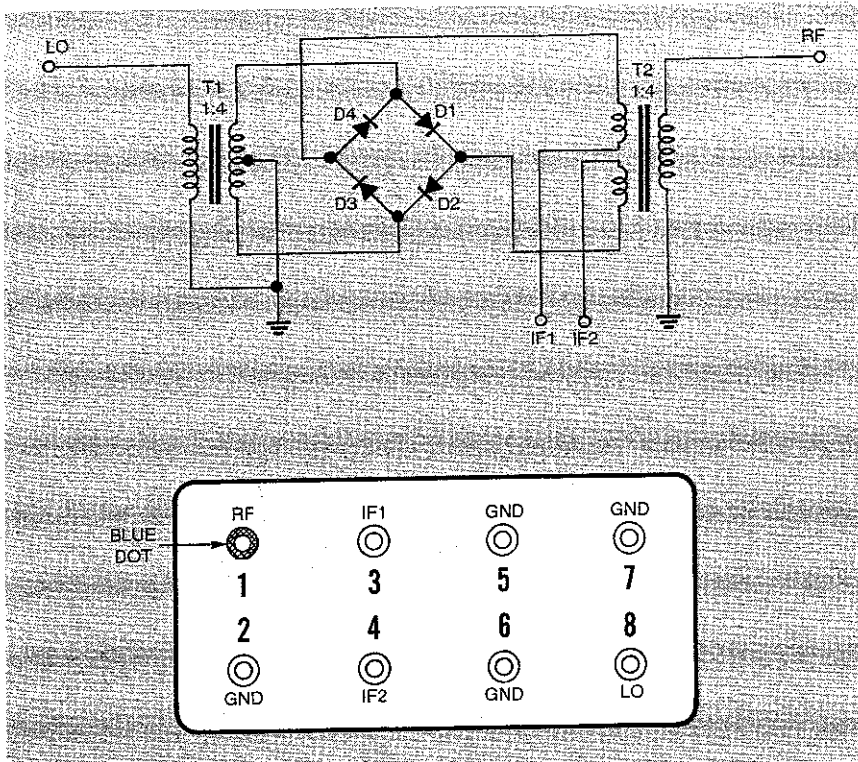 LO
RF
T1
1:4
T2
1:4
D4
D1
D3
D2
IF1
IF2
RF
IF1
GND
GND
BLUE
DOT
1
3
5
7
2
4
6
8
GND
IF2
GND
LO